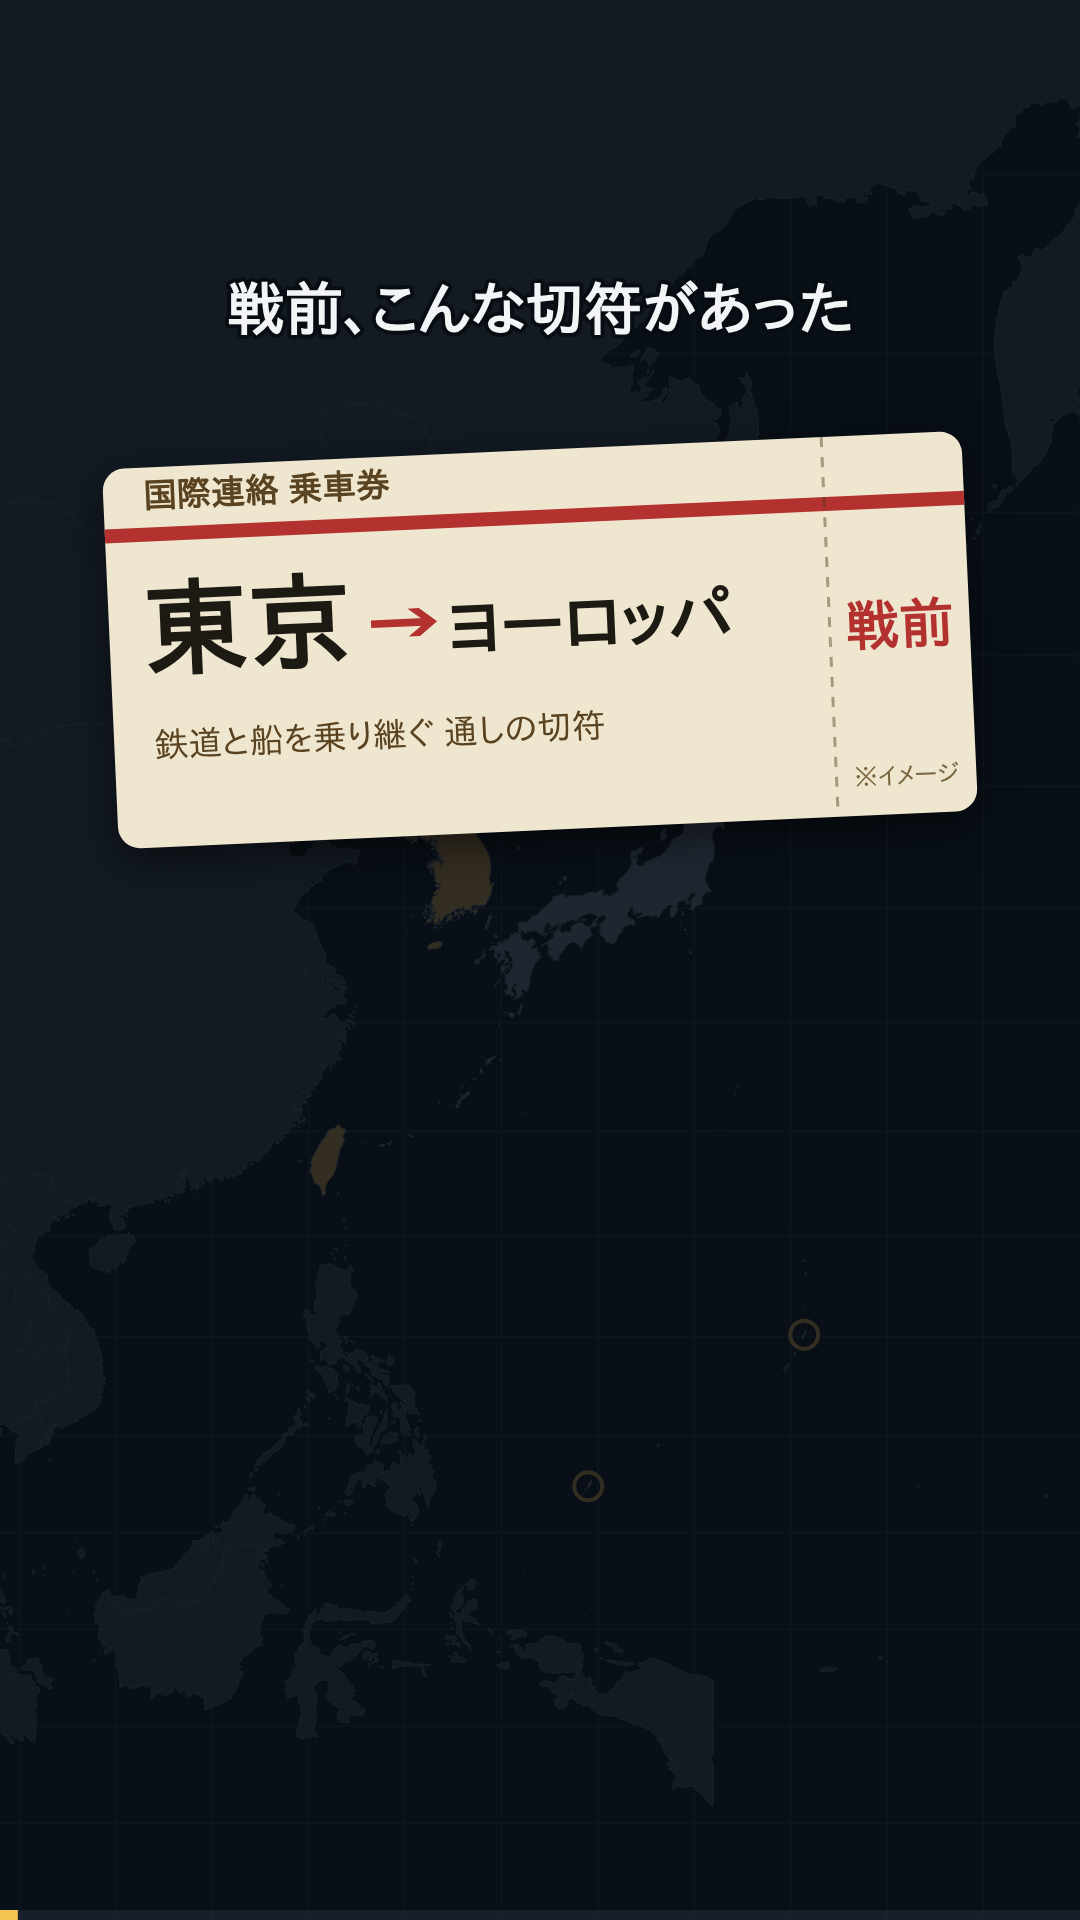 戦前、こんな切符があった
国際連絡 乗車券
東京 → ヨーロッパ
戦前
鉄道と船を乗り継ぐ 通しの切符
※イメージ